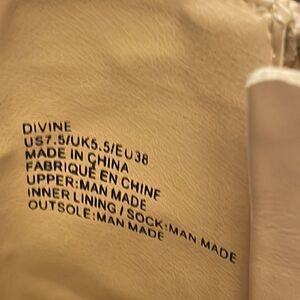 DIVINE
US7.5/UK5.5/EU38
MADE IN CHINA
FABRIQUÉ EN CHINE
UPPER:MAN MADE
INNER LINING / SOCK:MAN MADE
OUTSOLE:MAN MADE